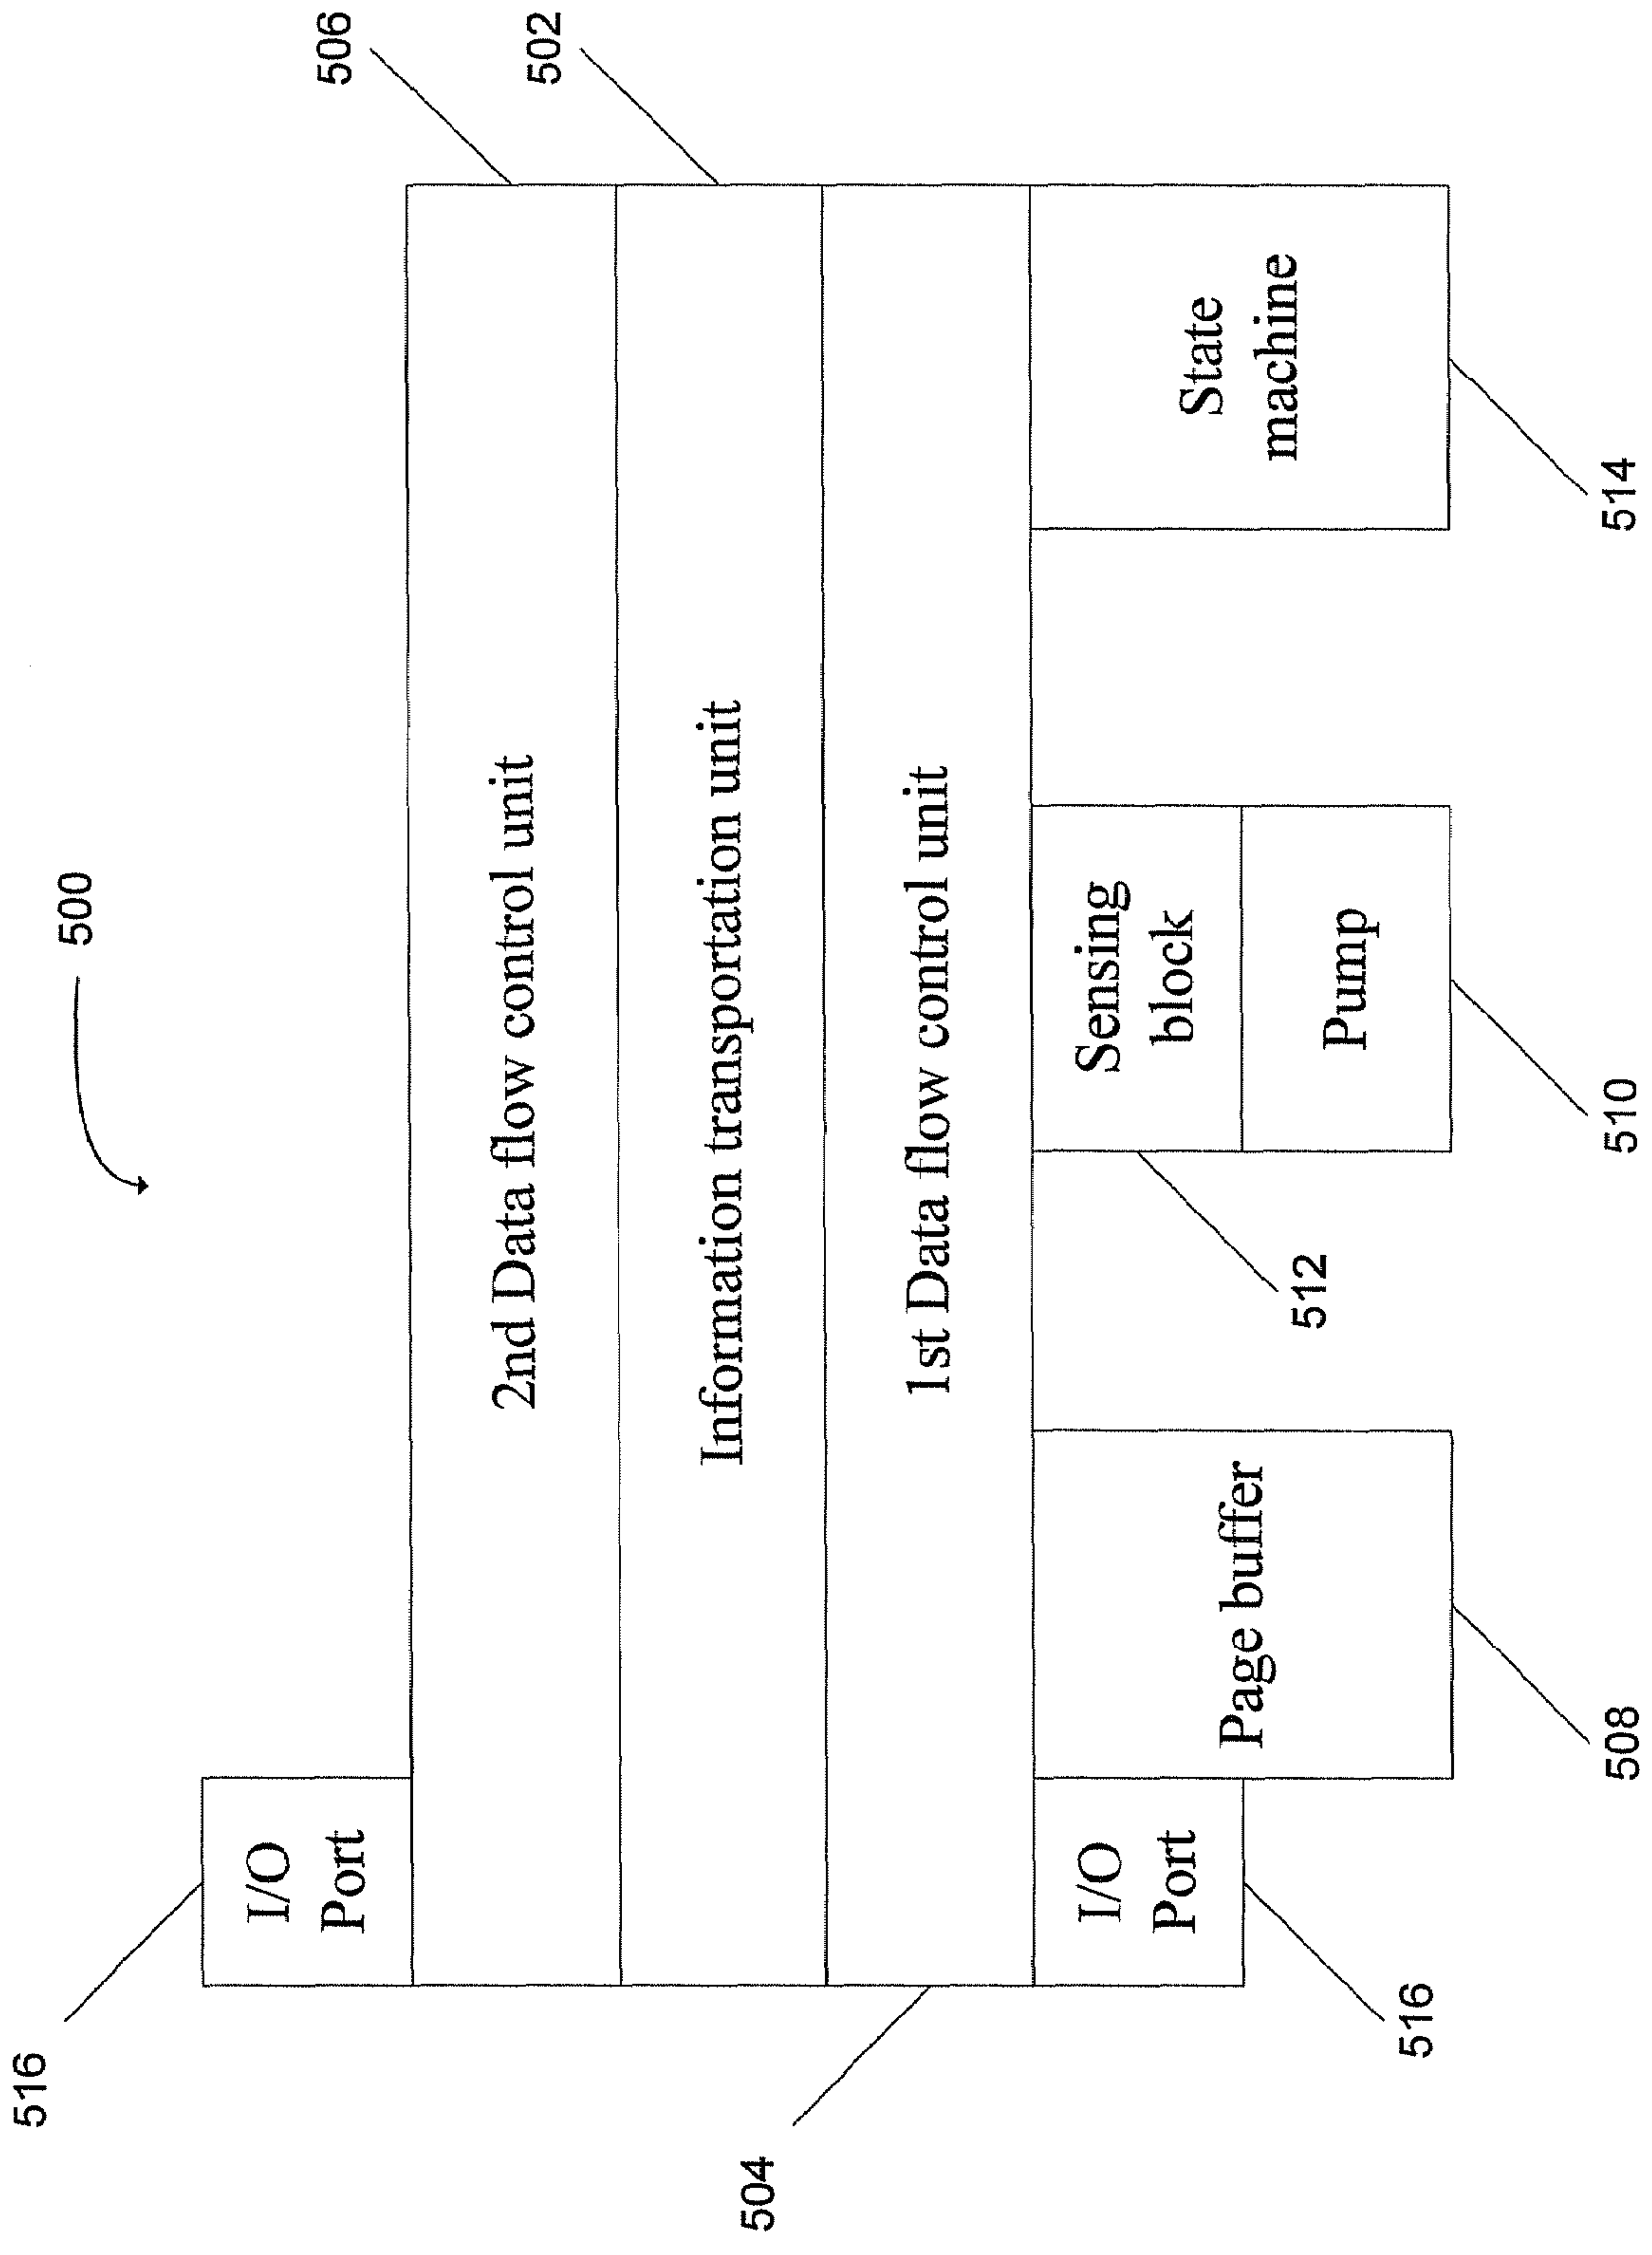 500
506
502
516
I/O
Port
2nd Data flow control unit
Information transportation unit
1st Data flow control unit
504
I/O
Port
516
Page buffer
508
Sensing
block
512
Pump
510
State
machine
514